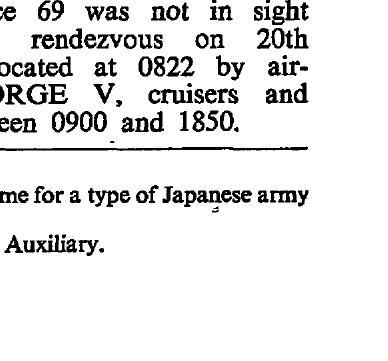 ce 69 was not in sight
rendezvous on 20th
ocated at 0822 by air-
ORGE V, cruisers and
een 0900 and 1850.
me for a type of Japanese army
Auxiliary.